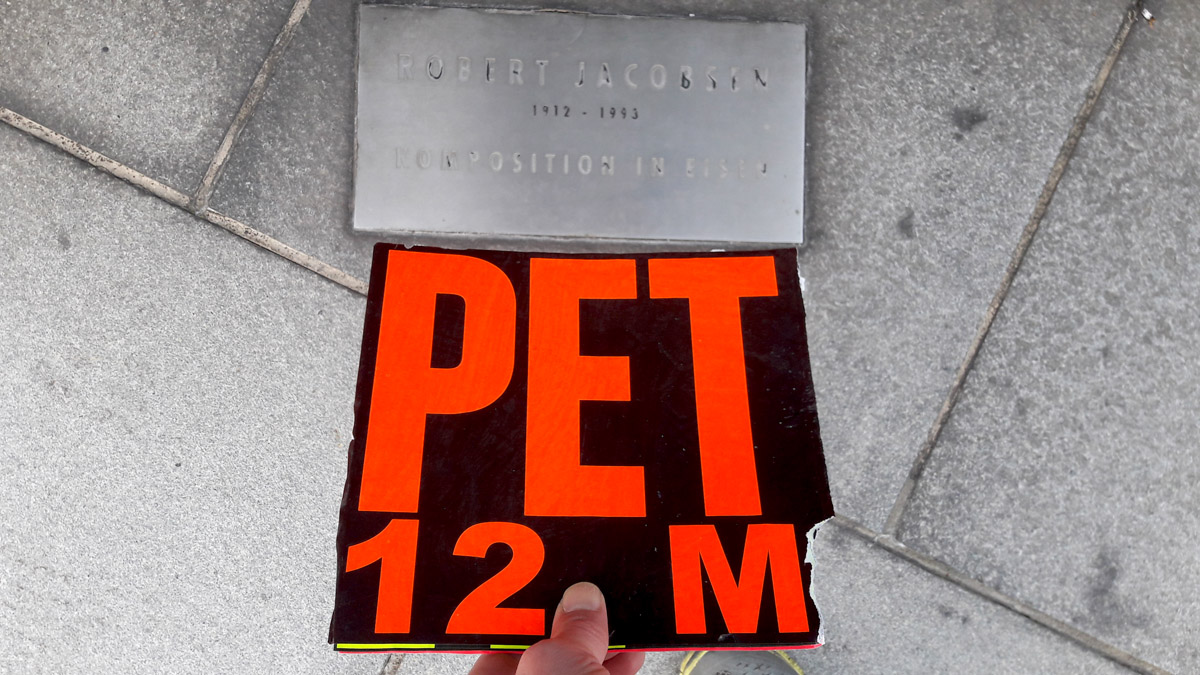 ROBERT JACOBSEN
1912 - 1993
KOMPOSITION IN EISEN
PET
12 M